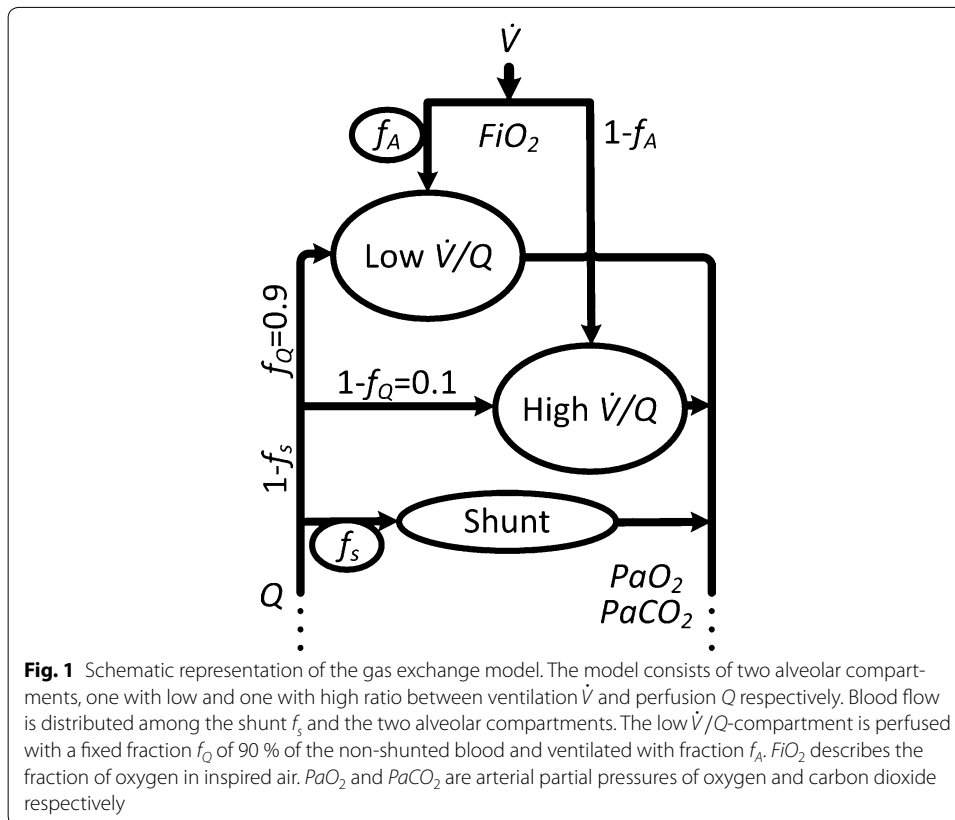 V̇
f_A
FiO₂
1-f_A
Low V̇/Q
f_Q=0.9
1-f_Q=0.1
High V̇/Q
1-f_s
Shunt
f_s
Q
PaO₂
PaCO₂
Fig. 1 Schematic representation of the gas exchange model. The model consists of two alveolar compart-
ments, one with low and one with high ratio between ventilation V̇ and perfusion Q respectively. Blood flow
is distributed among the shunt f_s and the two alveolar compartments. The low V̇/Q-compartment is perfused
with a fixed fraction f_Q of 90 % of the non-shunted blood and ventilated with fraction f_A. FiO₂ describes the
fraction of oxygen in inspired air. PaO₂ and PaCO₂ are arterial partial pressures of oxygen and carbon dioxide
respectively